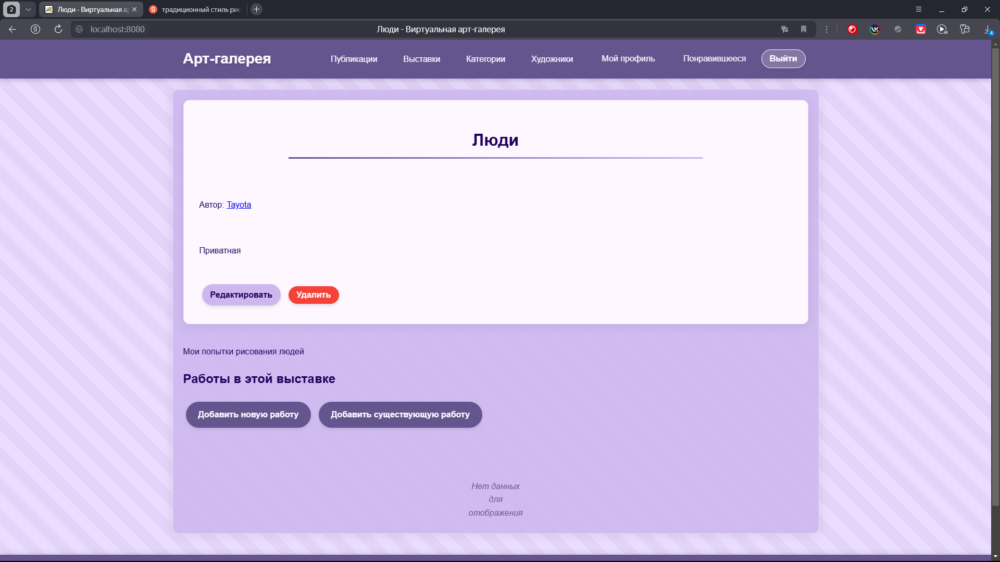 2
Люди - Виртуальная ар
традиционный стиль рис
localhost:8080
Люди - Виртуальная арт-галерея
4
Арт-галерея
Публикации
Выставки
Категории
Художники
Мой профиль
Понравившееся
Выйти
Люди
Автор: Tayota
Приватная
Редактировать
Удалить
Мои попытки рисования людей
Работы в этой выставке
Добавить новую работу
Добавить существующую работу
Нет данных
для
отображения